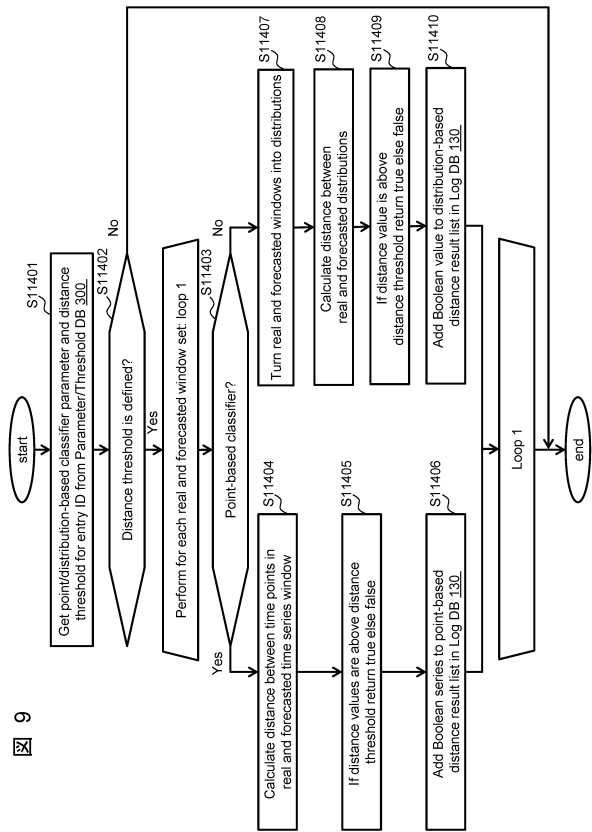 図 9
start
S11401
Get point/distribution-based classifier parameter and distance
threshold for entry ID from Parameter/Threshold DB 300
S11402
Distance threshold is defined?
No
Yes
Perform for each real and forecasted window set: loop 1
S11403
Point-based classifier?
Yes
No
S11404
Calculate distance between time points in
real and forecasted time series window
S11405
If distance values are above distance
threshold return true else false
S11406
Add Boolean series to point-based
distance result list in Log DB 130
S11407
Turn real and forecasted windows into distributions
S11408
Calculate distance between
real and forecasted distributions
S11409
If distance value is above
distance threshold return true else false
S11410
Add Boolean value to distribution-based
distance result list in Log DB 130
Loop 1
end